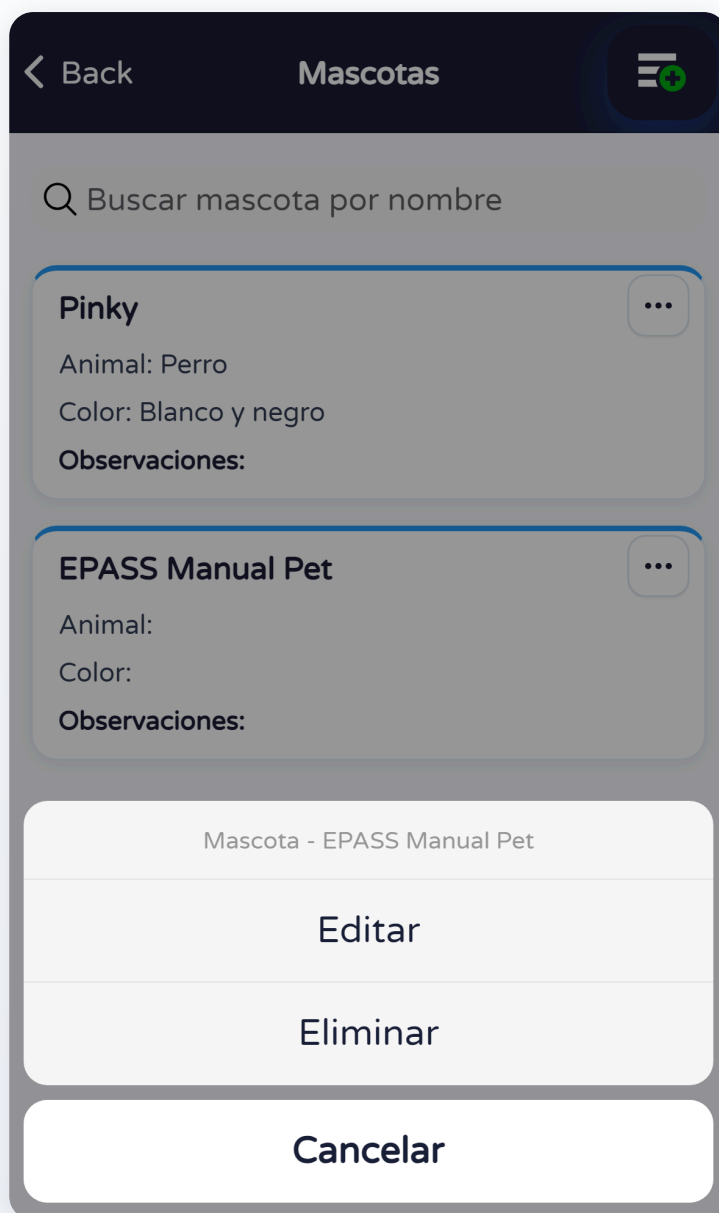 Back
Mascotas
Buscar mascota por nombre
Pinky
Animal: Perro
Color: Blanco y negro
Observaciones:
EPASS Manual Pet
Animal:
Color:
Observaciones:
Mascota - EPASS Manual Pet
Editar
Eliminar
Cancelar